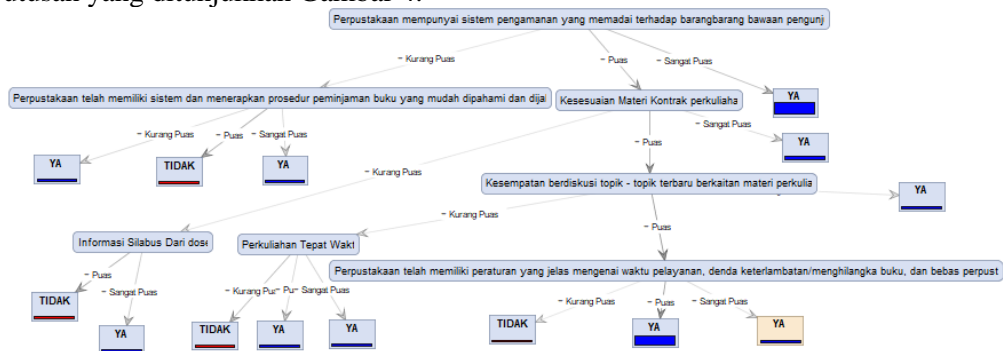 Perpustakaan mempunyai sistem pengamanan yang memadai terhadap barangbarang bawaan pengunj
~ Kurang Puas
~ Puas
~ Sangat Puas
Perpustakaan telah memiliki sistem dan menerapkan prosedur peminjaman buku yang mudah dipahami dan dijal
Kesesuaian Materi Kontrak perkuliaha
YA
~ Kurang Puas
~ Puas
~ Sangat Puas
~ Sangat Puas
YA
TIDAK
YA
~ Puas
YA
~ Kurang Puas
Kesempatan berdiskusi topik - topik terbaru berkaitan materi perkulia
YA
~ Kurang Puas
Informasi Silabus Dari dose
Perkuliahan Tepat Wakt
~ Puas
Perpustakaan telah memiliki peraturan yang jelas mengenai waktu pelayanan, denda keterlambatan/menghilangka buku, dan bebas perpust
~ Puas
~ Sangat Puas
~ Kurang Pu
~ Pu
~ Sangat Puas
~ Kurang Puas
~ Puas
~ Sangat Puas
TIDAK
YA
TIDAK
YA
YA
TIDAK
YA
YA